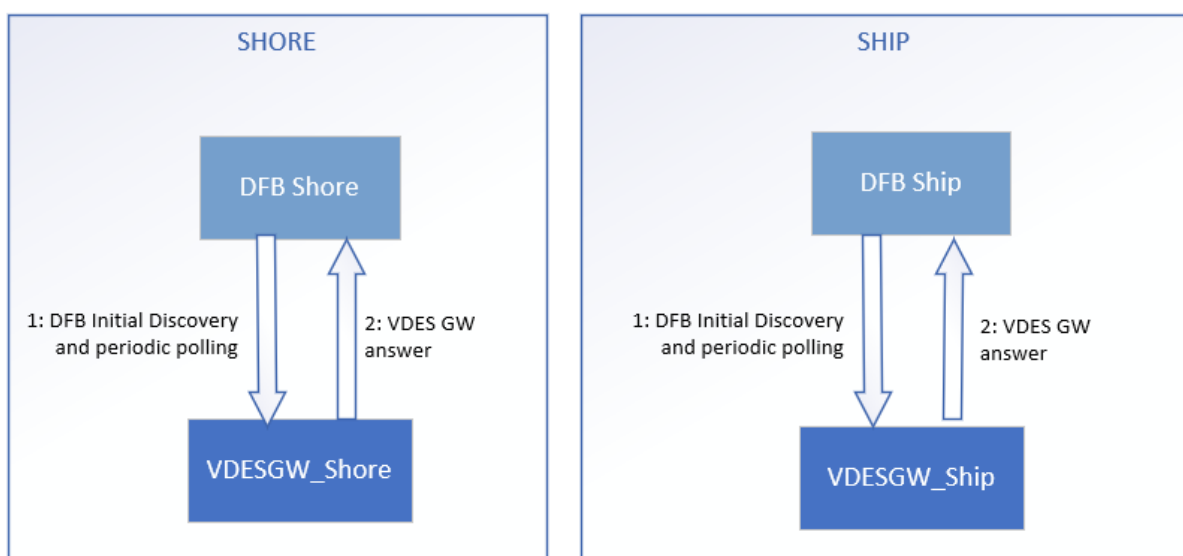 SHORE
DFB Shore
1: DFB Initial Discovery
and periodic polling
2: VDES GW
answer
VDESGW_Shore
SHIP
DFB Ship
1: DFB Initial Discovery
and periodic polling
2: VDES GW
answer
VDESGW_Ship